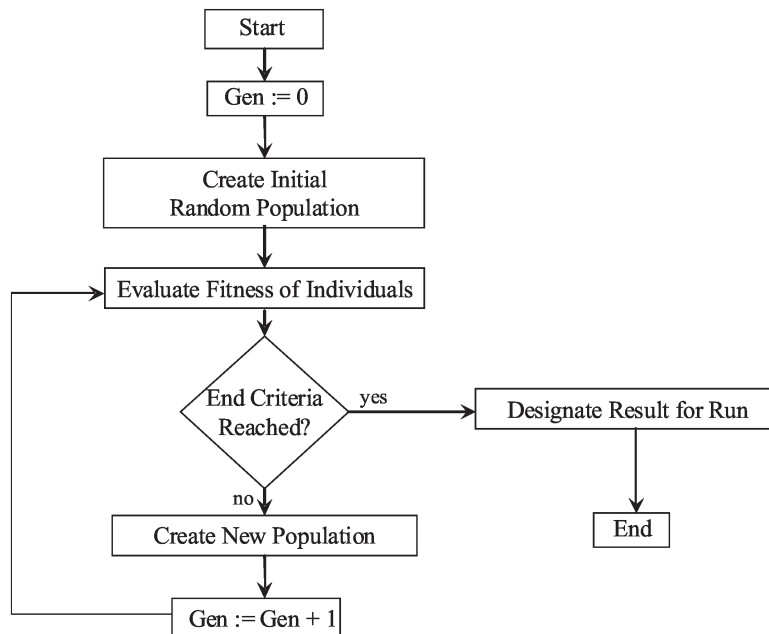 Start
Gen := 0
Create Initial
Random Population
Evaluate Fitness of Individuals
End Criteria
Reached?
yes
Designate Result for Run
End
no
Create New Population
Gen := Gen + 1